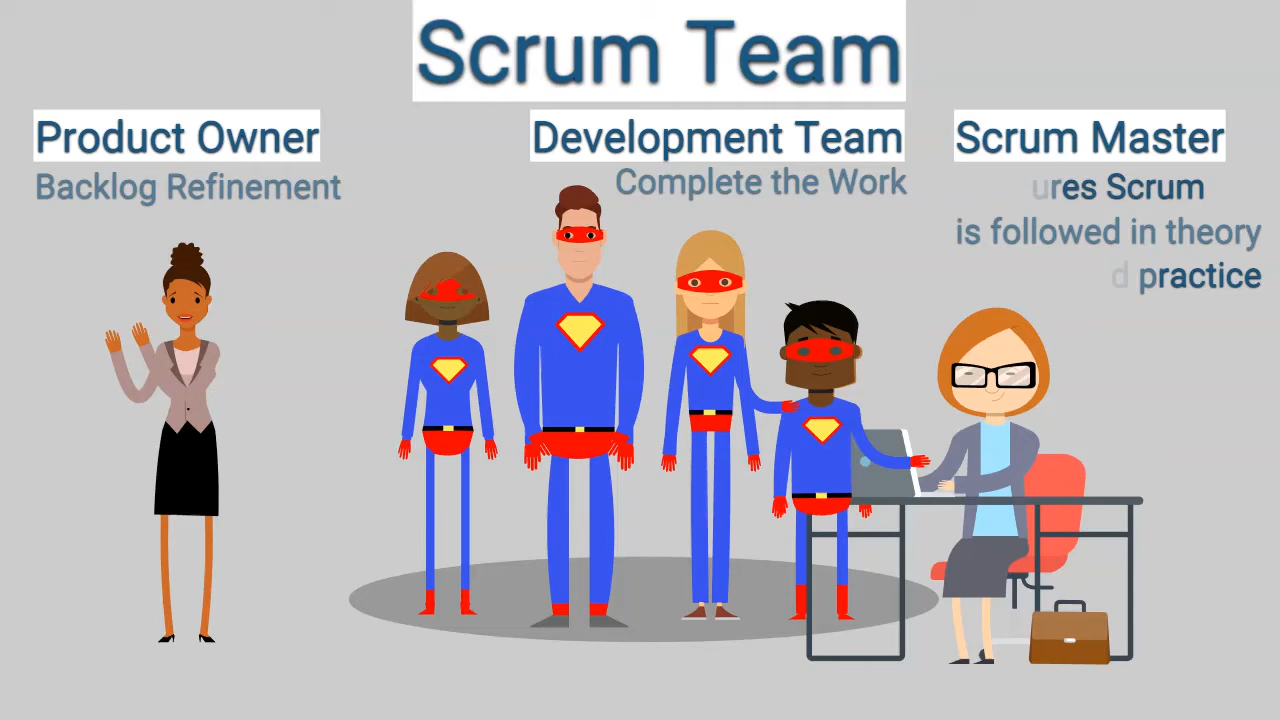 Scrum Team
Product Owner
Backlog Refinement
Development Team
Complete the Work
Scrum Master
ures Scrum
is followed in theory
d practice